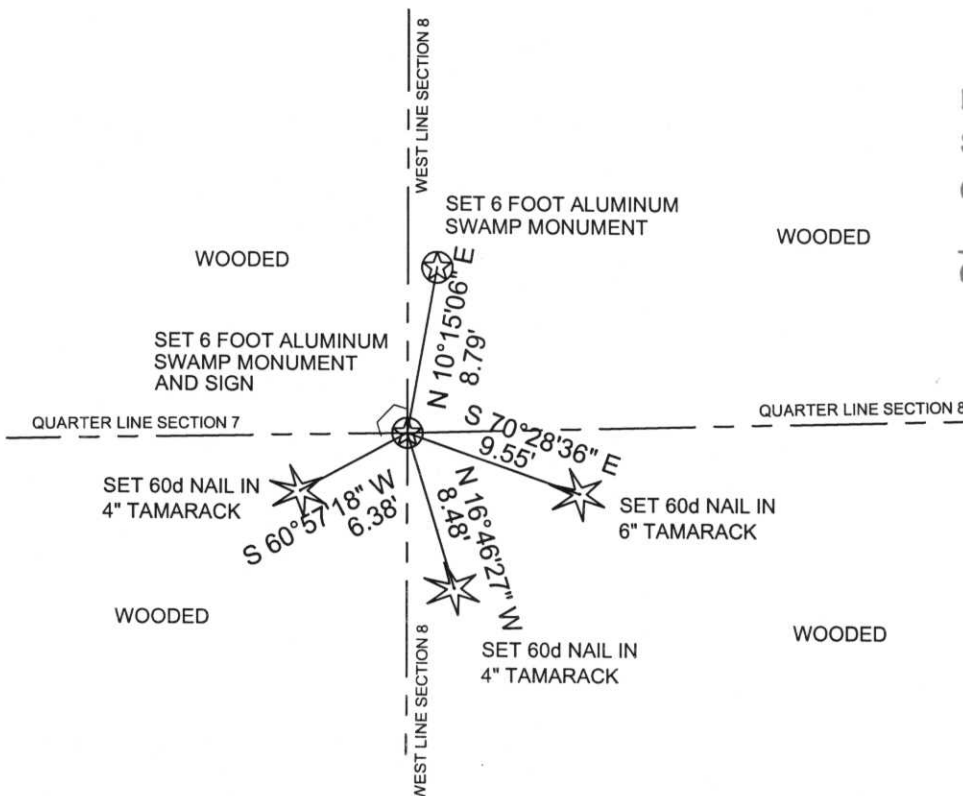 WEST LINE SECTION 8
SET 6 FOOT ALUMINUM
SWAMP MONUMENT
WOODED
WOODED
SET 6 FOOT ALUMINUM
SWAMP MONUMENT
AND SIGN
N 10°15'06" E
8.79'
QUARTER LINE SECTION 7
QUARTER LINE SECTION 8
S 70°28'36" E
9.55'
SET 60d NAIL IN
4" TAMARACK
S 60°57'18" W
6.38'
N 16°46'27" W
8.48'
SET 60d NAIL IN
6" TAMARACK
WOODED
WOODED
SET 60d NAIL IN
4" TAMARACK
WEST LINE SECTION 8